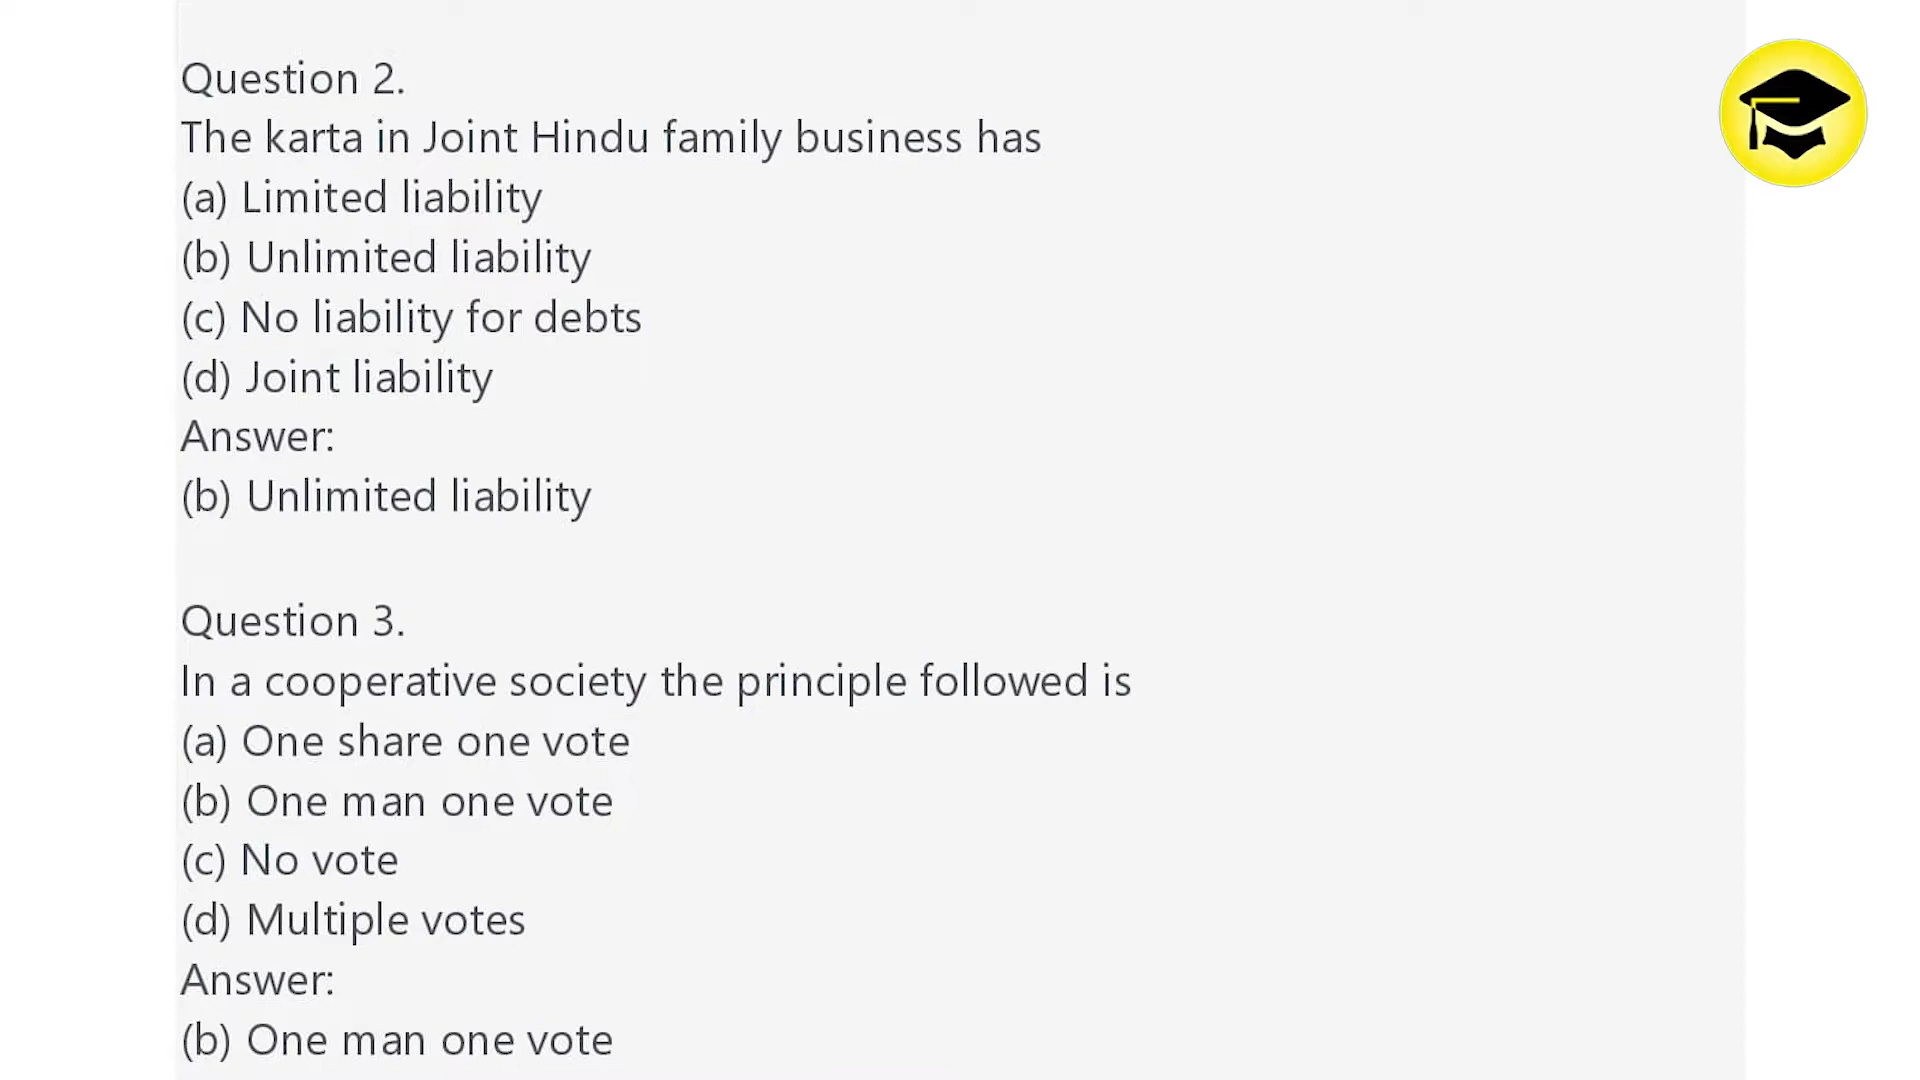 Question 2.
The karta in Joint Hindu family business has
(a) Limited liability
(b) Unlimited liability
(c) No liability for debts
(d) Joint liability
Answer:
(b) Unlimited liability
Question 3.
In a cooperative society the principle followed is
(a) One share one vote
(b) One man one vote
(c) No vote
(d) Multiple votes
Answer:
(b) One man one vote